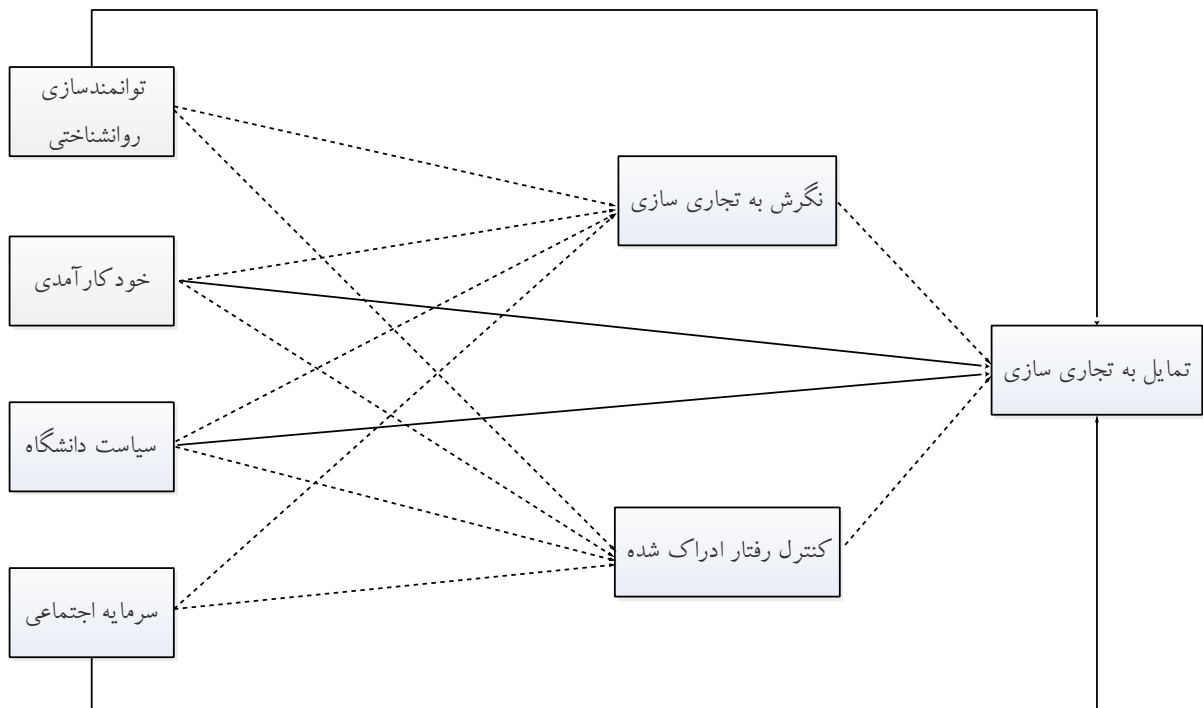 توانمندسازی
روانشناختی
خودکارآمدی
سیاست دانشگاه
سرمایه اجتماعی
نگرش به تجاری سازی
کنترل رفتار ادراک شده
تمایل به تجاری سازی